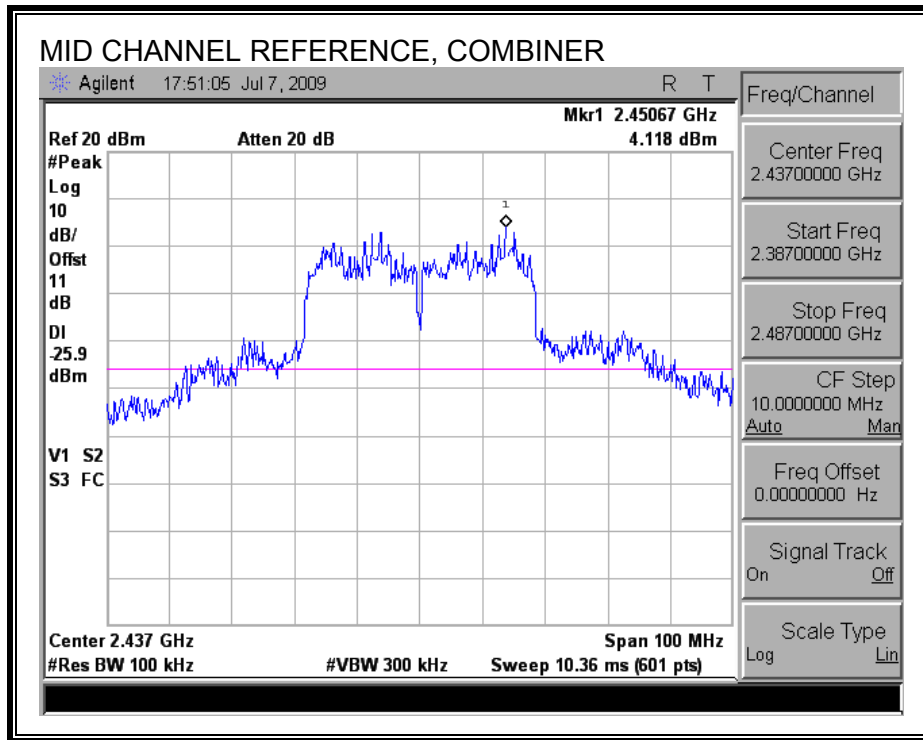 MID CHANNEL REFERENCE, COMBINER
Agilent 17:51:05 Jul 7, 2009 R T
Mkr1 2.45067 GHz
Ref 20 dBm Atten 20 dB 4.118 dBm
#Peak
Log
10
dB/
Offst
11
dB
DI
-25.9
dBm
V1 S2
S3 FC
1
Center 2.437 GHz Span 100 MHz
#Res BW 100 kHz #VBW 300 kHz Sweep 10.36 ms (601 pts)
Freq/Channel
Center Freq
2.43700000 GHz
Start Freq
2.38700000 GHz
Stop Freq
2.48700000 GHz
CF Step
10.0000000 MHz
Auto Man
Freq Offset
0.00000000 Hz
Signal Track
On Off
Scale Type
Log Lin